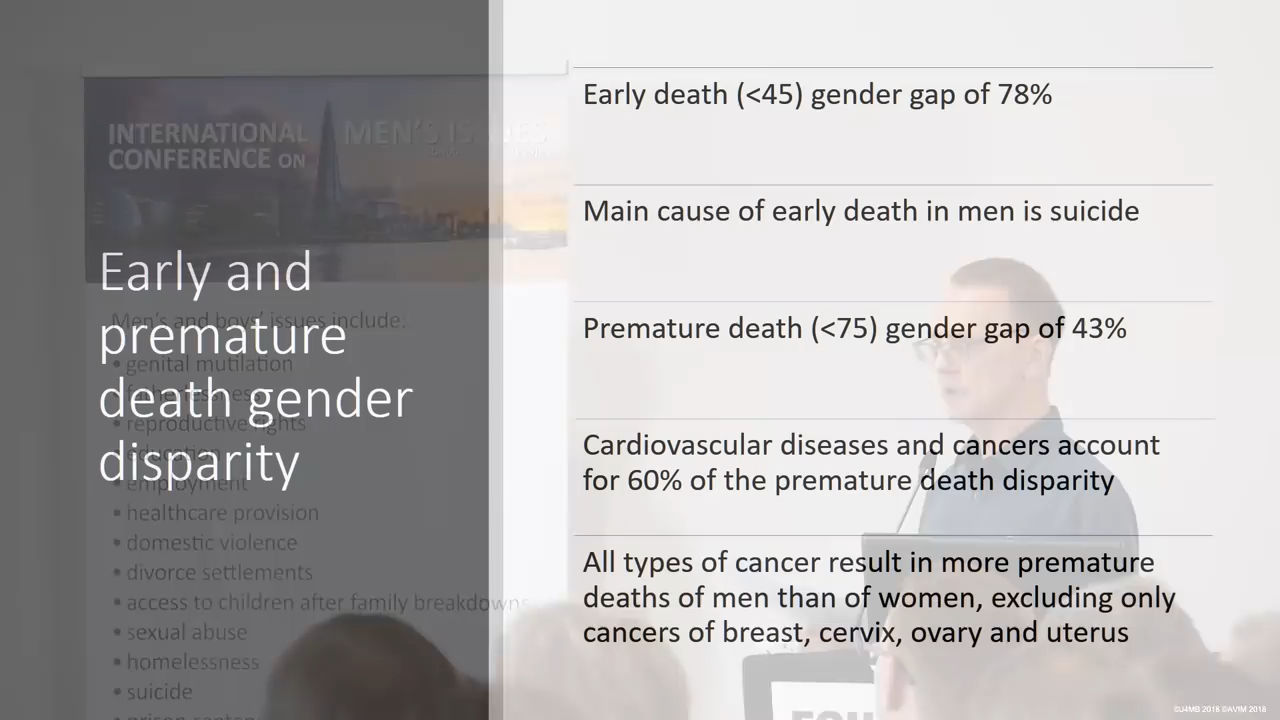 INTERNATIONAL MEN'S ISSUES
CONFERENCE ON
Early and
premature
death gender
disparity
Men's and boys' issues include:
• genital mutilation
• fatherlessness
• reproductive rights
• education
• employment
• healthcare provision
• domestic violence
• divorce settlements
• access to children after family breakdowns
• sexual abuse
• homelessness
• suicide
Early death (<45) gender gap of 78%
Main cause of early death in men is suicide
Premature death (<75) gender gap of 43%
Cardiovascular diseases and cancers account
for 60% of the premature death disparity
All types of cancer result in more premature
deaths of men than of women, excluding only
cancers of breast, cervix, ovary and uterus
©J4MB 2018 ©AVIM 2018